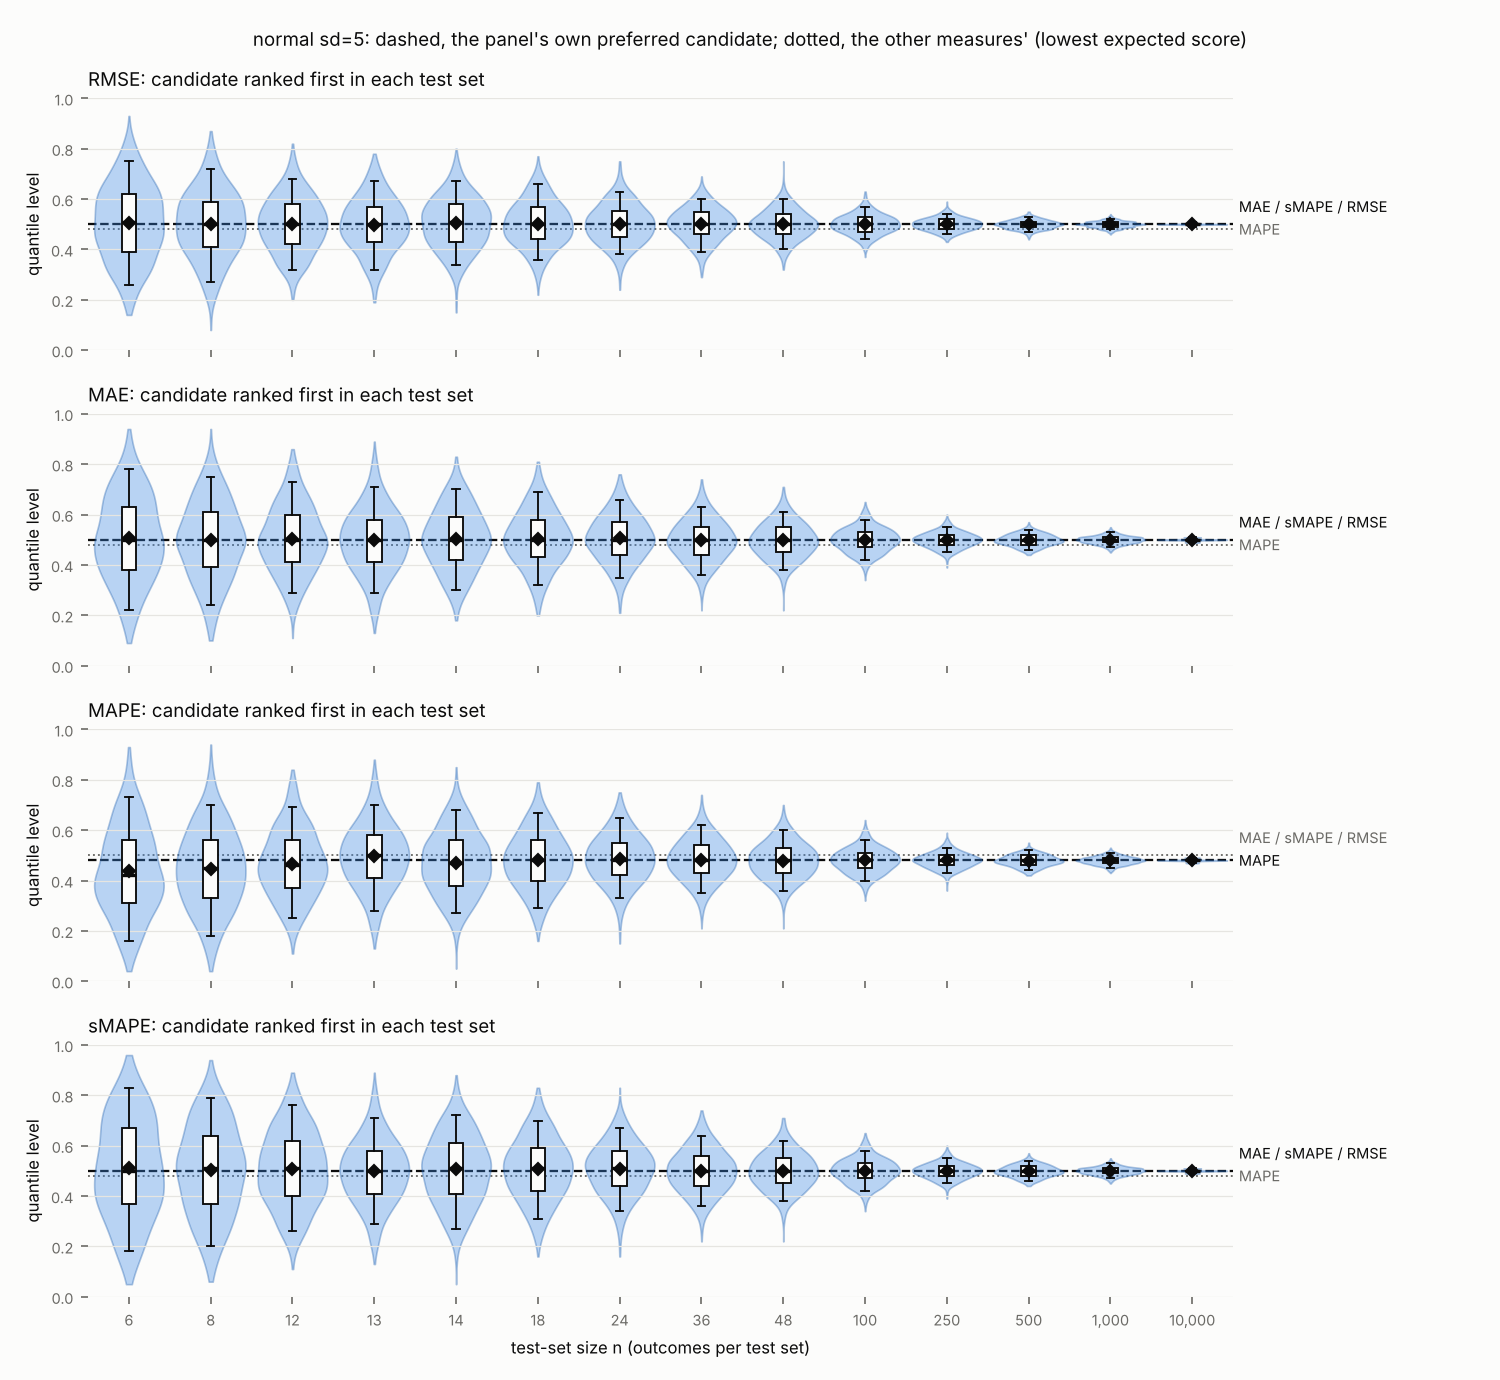 normal sd=5: dashed, the panel's own preferred candidate; dotted, the other measures' (lowest expected score)
RMSE: candidate ranked first in each test set
quantile level
1.0
0.8
0.6
0.4
0.2
0.0
MAE / sMAPE / RMSE
MAPE
MAE: candidate ranked first in each test set
quantile level
1.0
0.8
0.6
0.4
0.2
0.0
MAE / sMAPE / RMSE
MAPE
MAPE: candidate ranked first in each test set
quantile level
1.0
0.8
0.6
0.4
0.2
0.0
MAE / sMAPE / RMSE
MAPE
sMAPE: candidate ranked first in each test set
quantile level
1.0
0.8
0.6
0.4
0.2
0.0
MAE / sMAPE / RMSE
MAPE
6 8 12 13 14 18 24 36 48 100 250 500 1,000 10,000
test-set size n (outcomes per test set)